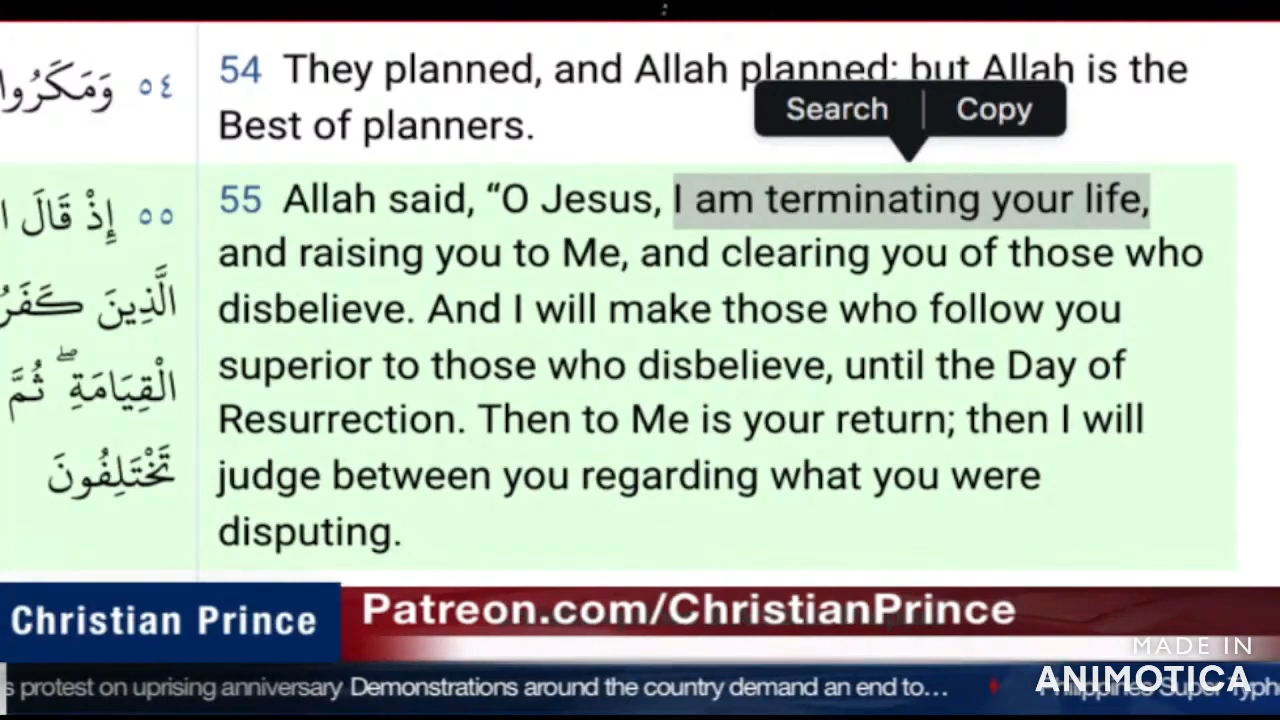 54 They planned, and Allah planned; but Allah is the
وَمَكَرُوا ٥٤
Search | Copy
Best of planners.
55 Allah said, “O Jesus, I am terminating your life,
إِذْ قَالَ ٥٥
and raising you to Me, and clearing you of those who
الَّذِينَ
disbelieve. And I will make those who follow you
superior to those who disbelieve, until the Day of
الْقِيَامَةِ ۖ ثُمَّ
Resurrection. Then to Me is your return; then I will
judge between you regarding what you were
تَخْتَلِفُونَ
disputing.
Christian Prince
Patreon.com/ChristianPrince
MADE IN
ANIMOTICA
protest on uprising anniversary Demonstrations around the country demand an end to... Philippines Super